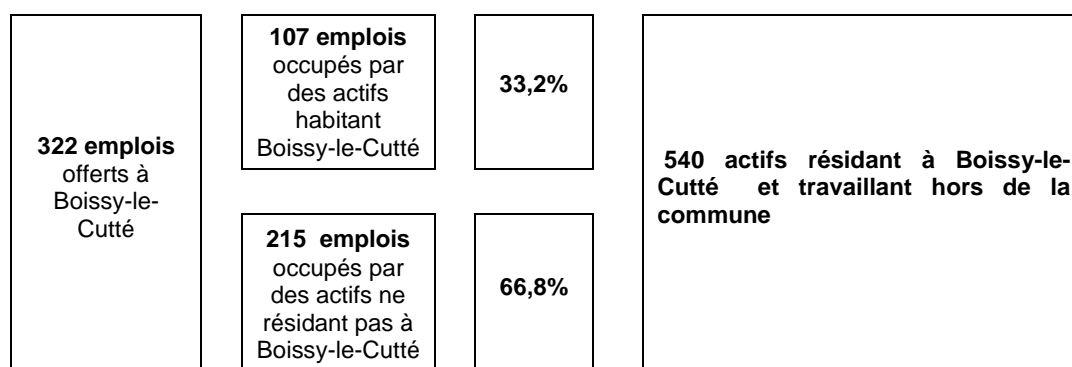 322 emplois
offerts à
Boissy-le-
Cutté
107 emplois
occupés par
des actifs
habitant
Boissy-le-Cutté
33,2%
215 emplois
occupés par
des actifs ne
résidant pas à
Boissy-le-Cutté
66,8%
540 actifs résidant à Boissy-le-
Cutté et travaillant hors de la
commune